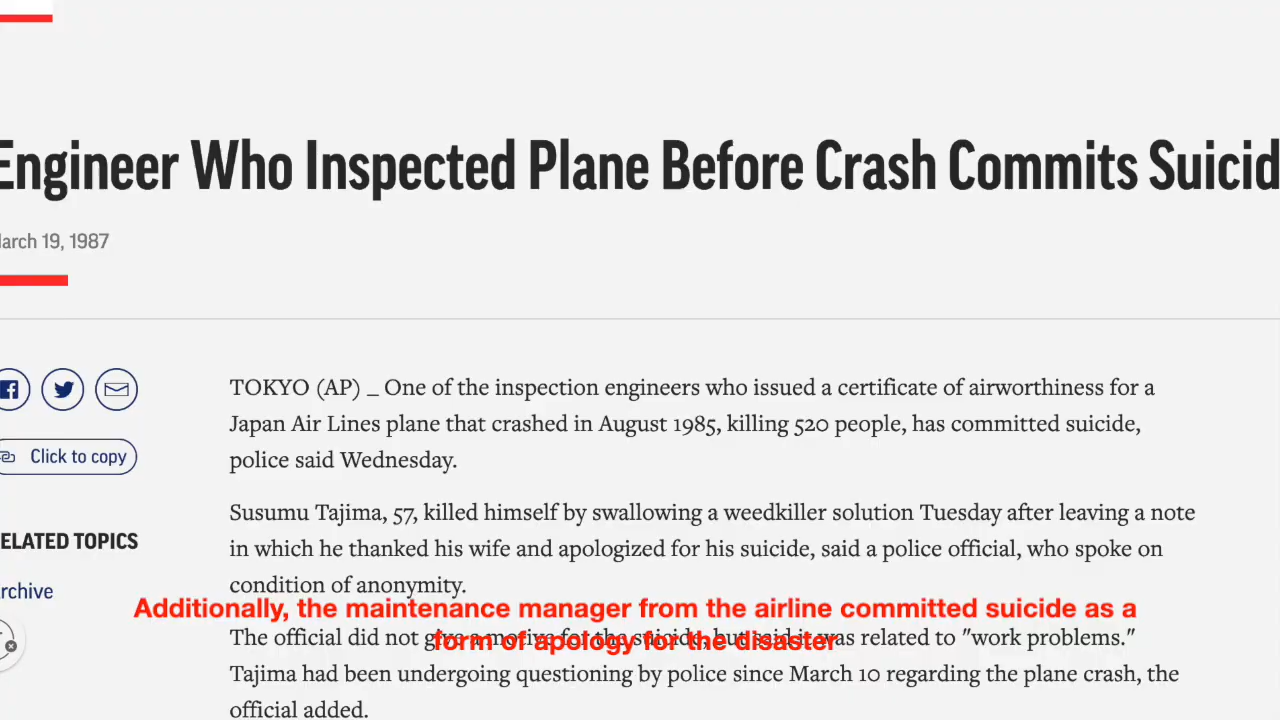 Engineer Who Inspected Plane Before Crash Commits Suicid
arch 19, 1987
TOKYO (AP) _ One of the inspection engineers who issued a certificate of airworthiness for a
Japan Air Lines plane that crashed in August 1985, killing 520 people, has committed suicide,
police said Wednesday.
Click to copy
Susumu Tajima, 57, killed himself by swallowing a weedkiller solution Tuesday after leaving a note
in which he thanked his wife and apologized for his suicide, said a police official, who spoke on
condition of anonymity.
ELATED TOPICS
rchive
Additionally, the maintenance manager from the airline committed suicide as a
form of apology for the disaster
The official did not give a motive for the suicide, but said it was related to "work problems."
Tajima had been undergoing questioning by police since March 10 regarding the plane crash, the
official added.